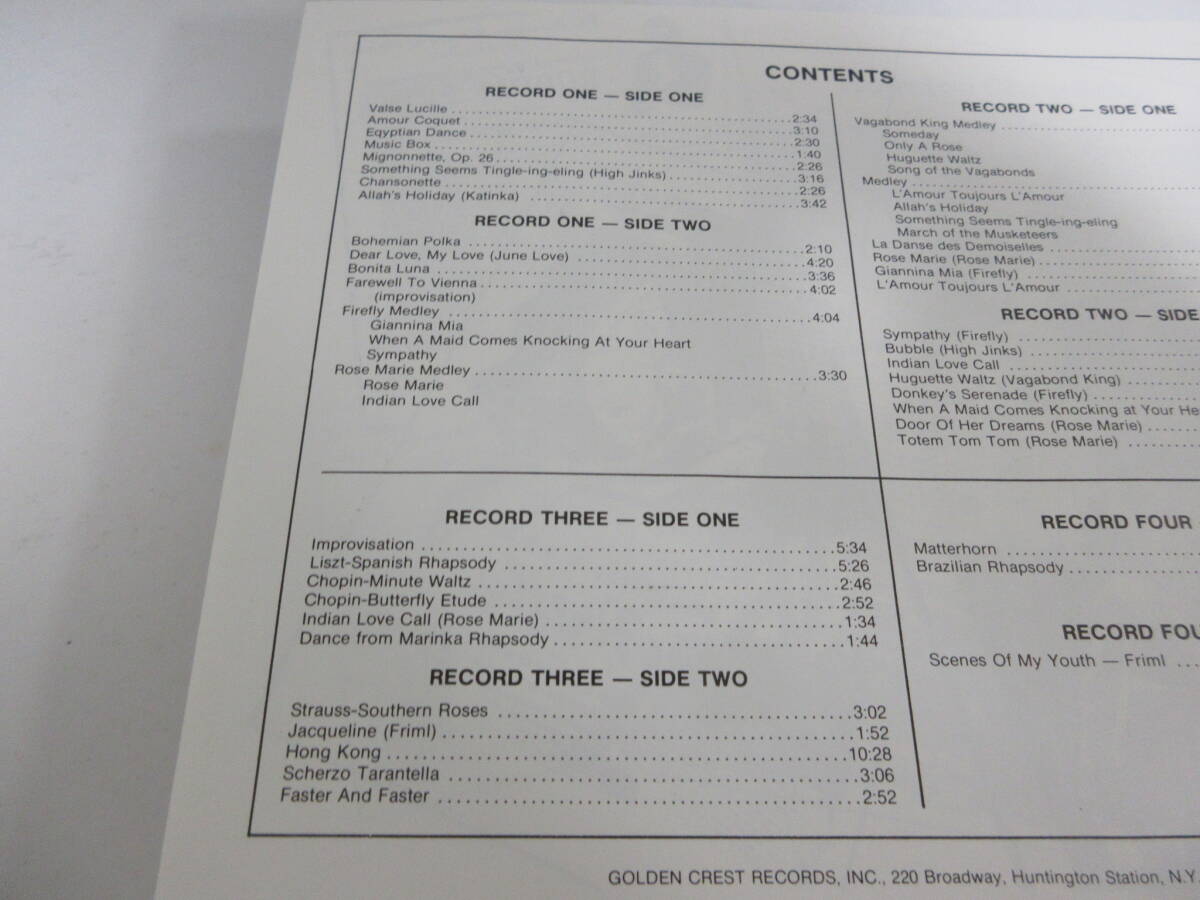 CONTENTS
RECORD ONE — SIDE ONE
Valse Lucille ........ 2:34
Amour Coquet ........ 3:10
Egyptian Dance ........ 2:30
Music Box ........ 1:40
Mignonnette, Op. 26 ........ 2:26
Something Seems Tingle-ing-eling (High Jinks) ........ 3:16
Chansonette ........ 2:26
Allah's Holiday (Katinka) ........ 3:42
RECORD ONE — SIDE TWO
Bohemian Polka ........ 2:10
Dear Love, My Love (June Love) ........ 4:20
Bonita Luna ........ 3:36
Farewell To Vienna ........ 4:02
(improvisation)
Firefly Medley ........ 4:04
Giannina Mia
When A Maid Comes Knocking At Your Heart
Sympathy
Rose Marie Medley ........ 3:30
Rose Marie
Indian Love Call
RECORD TWO — SIDE ONE
Vagabond King Medley ........
Someday
Only A Rose
Huguette Waltz
Song of the Vagabonds
Medley ........
L'Amour Toujours L'Amour
Allah's Holiday
Something Seems Tingle-ing-eling
March of the Musketeers
La Danse des Demoiselles ........
Rose Marie (Rose Marie) ........
Giannina Mia (Firefly) ........
L'Amour Toujours L'Amour ........
RECORD TWO — SIDE
Sympathy (Firefly) ........
Bubble (High Jinks) ........
Indian Love Call ........
Huguette Waltz (Vagabond King) ........
Donkey's Serenade (Firefly) ........
When A Maid Comes Knocking at Your He
Door Of Her Dreams (Rose Marie) ........
Totem Tom Tom (Rose Marie) ........
RECORD THREE — SIDE ONE
Improvisation ........ 5:34
Liszt-Spanish Rhapsody ........ 5:26
Chopin-Minute Waltz ........ 2:46
Chopin-Butterfly Etude ........ 2:52
Indian Love Call (Rose Marie) ........ 1:34
Dance from Marinka Rhapsody ........ 1:44
RECORD THREE — SIDE TWO
Strauss-Southern Roses ........ 3:02
Jacqueline (Friml) ........ 1:52
Hong Kong ........ 10:28
Scherzo Tarantella ........ 3:06
Faster And Faster ........ 2:52
RECORD FOUR
Matterhorn ........
Brazilian Rhapsody ........
RECORD FOU
Scenes Of My Youth — Friml ....
GOLDEN CREST RECORDS, INC., 220 Broadway, Huntington Station, N.Y.